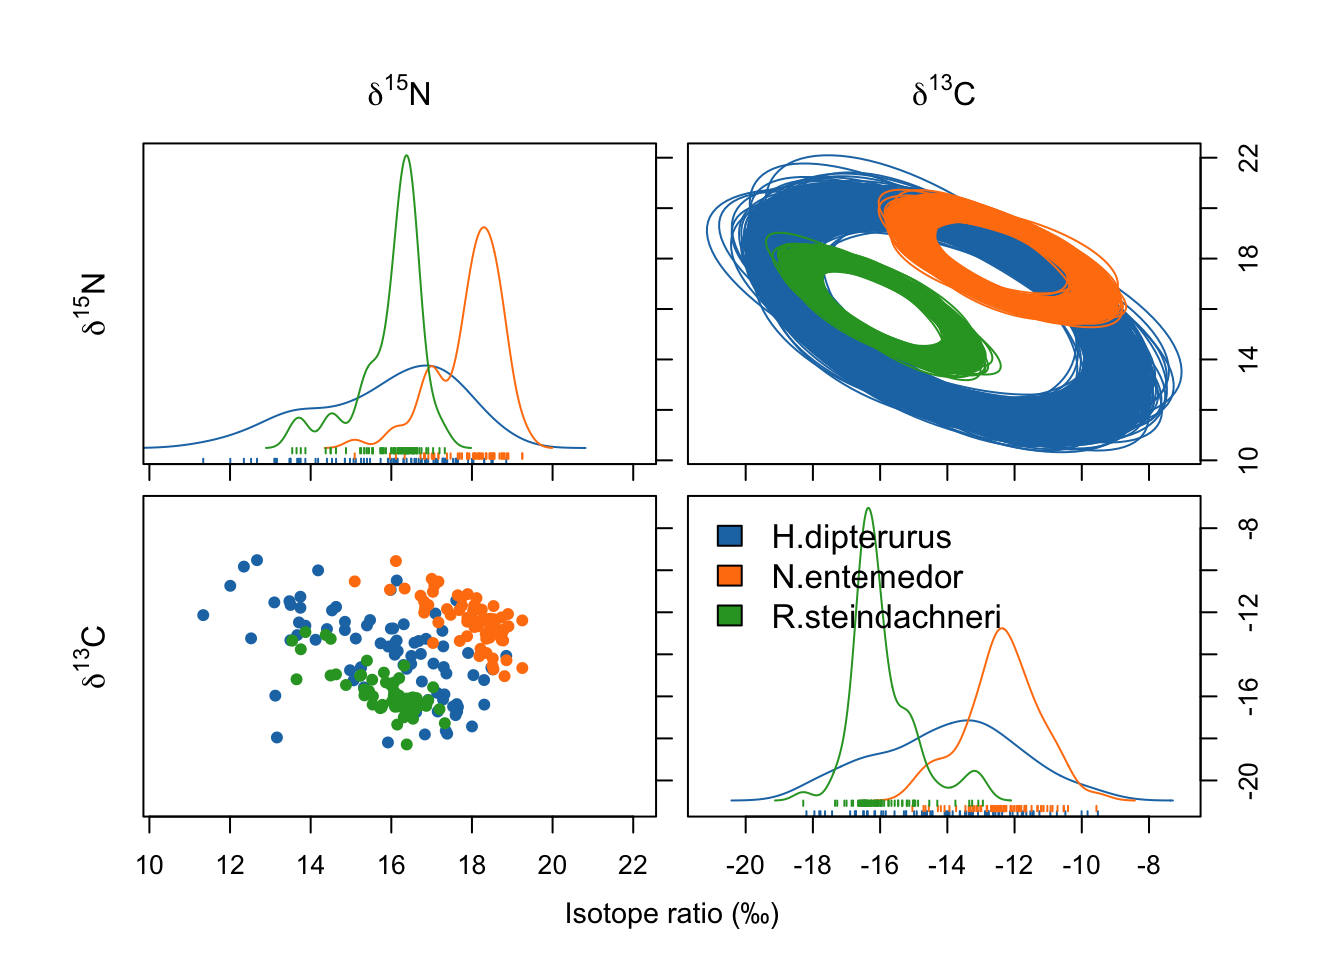 δ15N δ13C
δ15N
22
18
14
10
δ13C
H.dipterurus
N.entemedor
R.steindachneri
-8
-12
-16
-20
10 12 14 16 18 20 22
-20 -18 -16 -14 -12 -10 -8
Isotope ratio (‰)